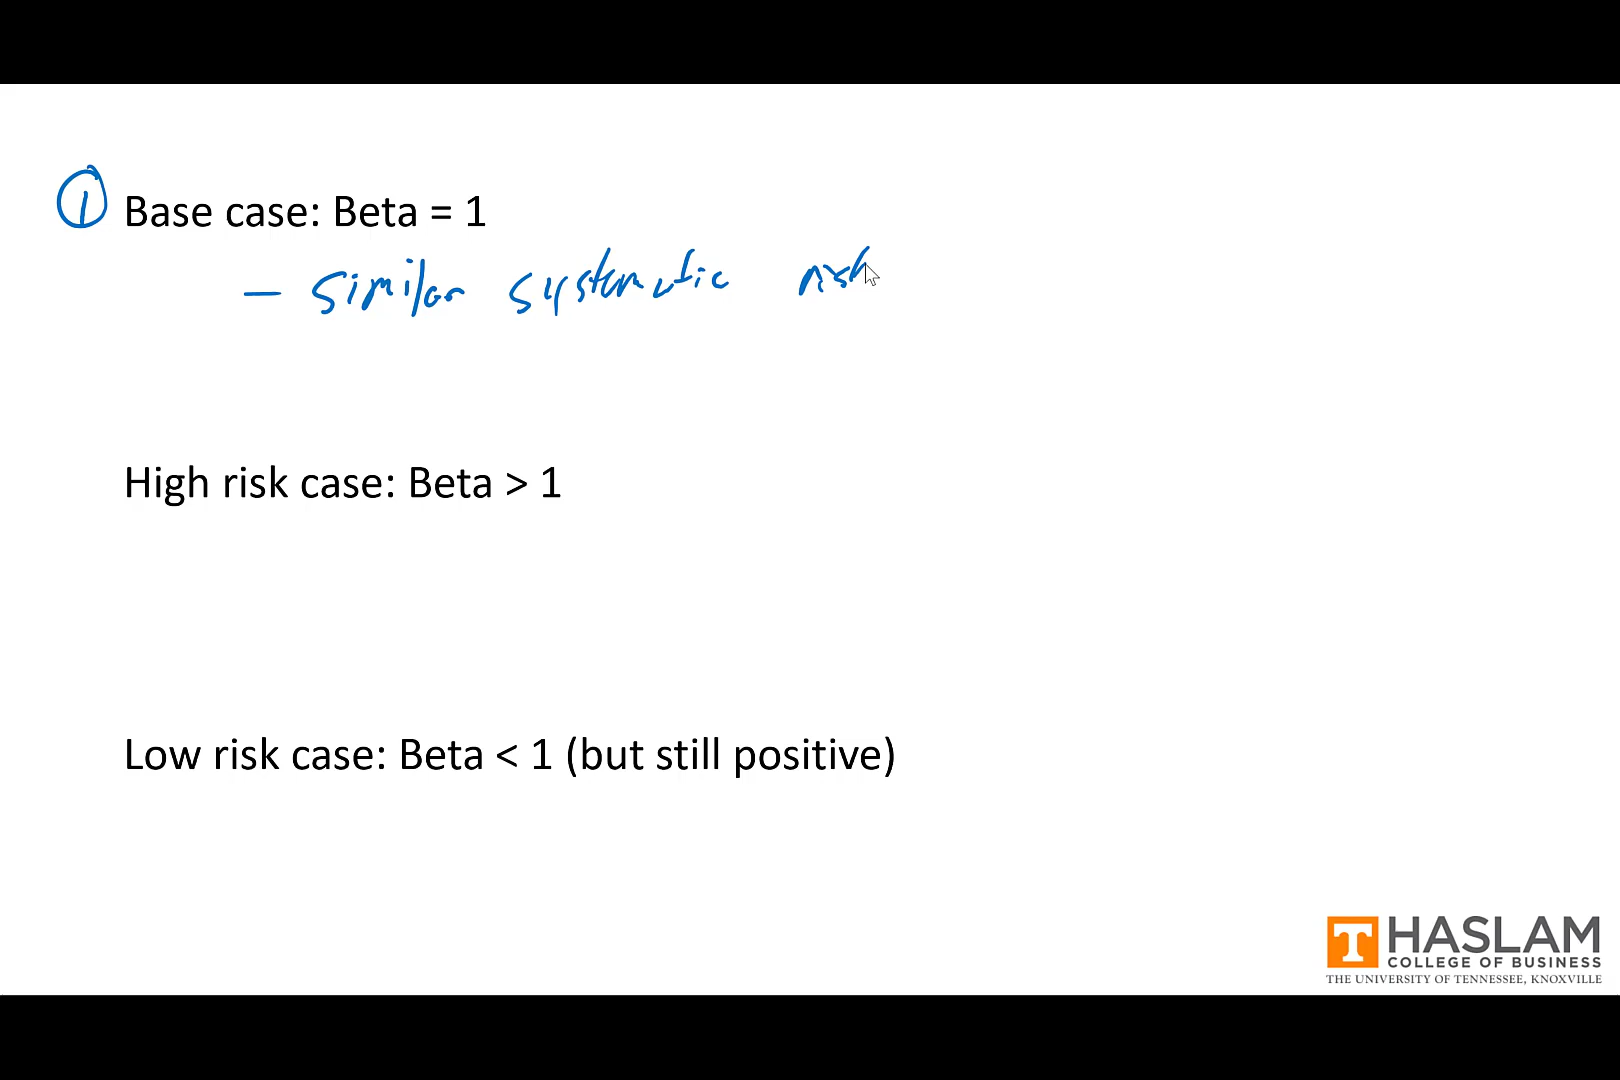 ① Base case: Beta = 1
— similar systematic risk
High risk case: Beta > 1
Low risk case: Beta < 1 (but still positive)
T HASLAM
COLLEGE OF BUSINESS
THE UNIVERSITY OF TENNESSEE, KNOXVILLE